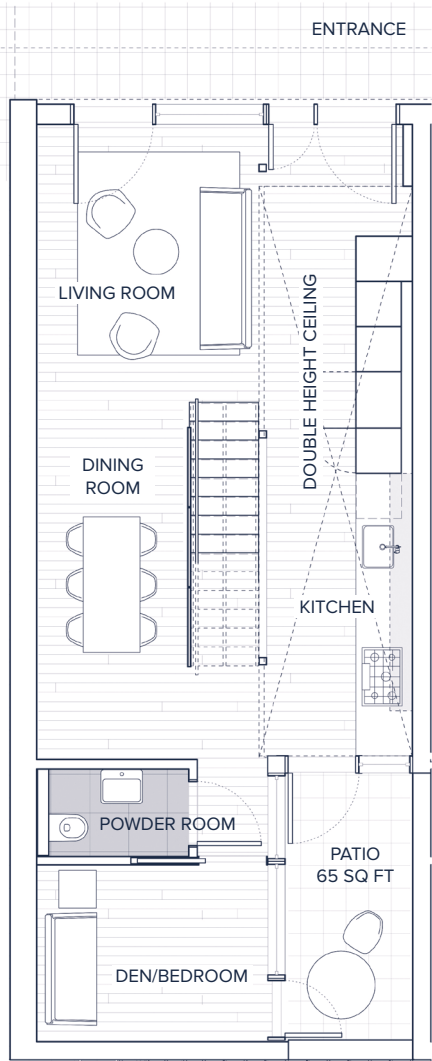 ENTRANCE
LIVING ROOM
DOUBLE HEIGHT CEILING
DINING
ROOM
KITCHEN
POWDER ROOM
PATIO
65 SQ FT
DEN/BEDROOM